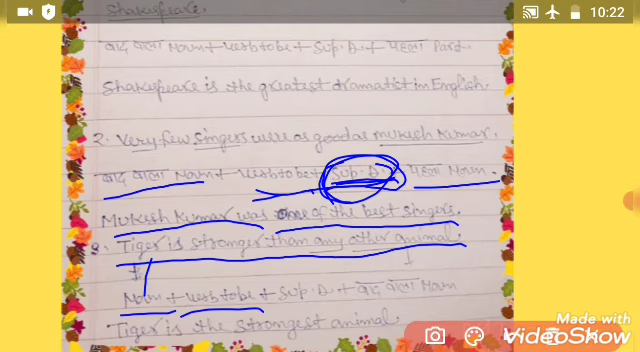 10:22
Shakespeare.
बाद वाला Noun + verb to be + Sup. D. + पहला Part.
Shakespeare is the greatest dramatist in English.
2. Very few singers were as good as Mukesh Kumar.
बाद वाला Noun + verb to be + Sup. D. + पहला Noun.
Mukesh Kumar was one of the best singers.
3. Tiger is stronger than any other animal.
Noun + verb to be + Sup. D + बाद वाला Noun
Tiger is the strongest animal.
Made with
VideoShow